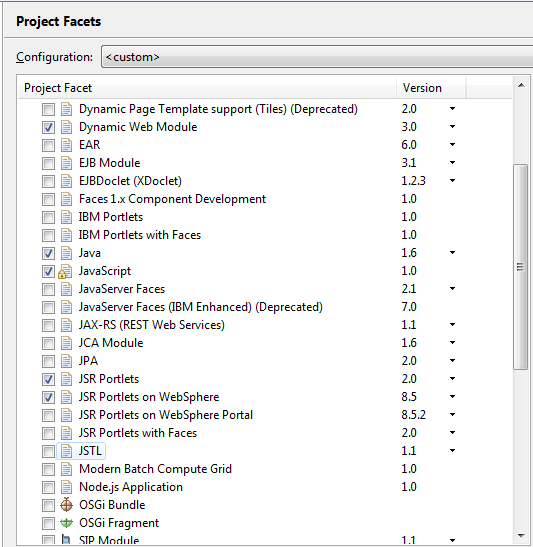 Project Facets
Configuration: <custom>
Project Facet Version
Dynamic Page Template support (Tiles) (Deprecated) 2.0
Dynamic Web Module 3.0
EAR 6.0
EJB Module 3.1
EJBDoclet (XDoclet) 1.2.3
Faces 1.x Component Development 1.0
IBM Portlets 1.0
IBM Portlets with Faces 1.0
Java 1.6
JavaScript 1.0
JavaServer Faces 2.1
JavaServer Faces (IBM Enhanced) (Deprecated) 7.0
JAX-RS (REST Web Services) 1.1
JCA Module 1.6
JPA 2.0
JSR Portlets 2.0
JSR Portlets on WebSphere 8.5
JSR Portlets on WebSphere Portal 8.5.2
JSR Portlets with Faces 2.0
JSTL 1.1
Modern Batch Compute Grid 1.0
Node.js Application 1.0
OSGi Bundle
OSGi Fragment
SIP Module 1.1